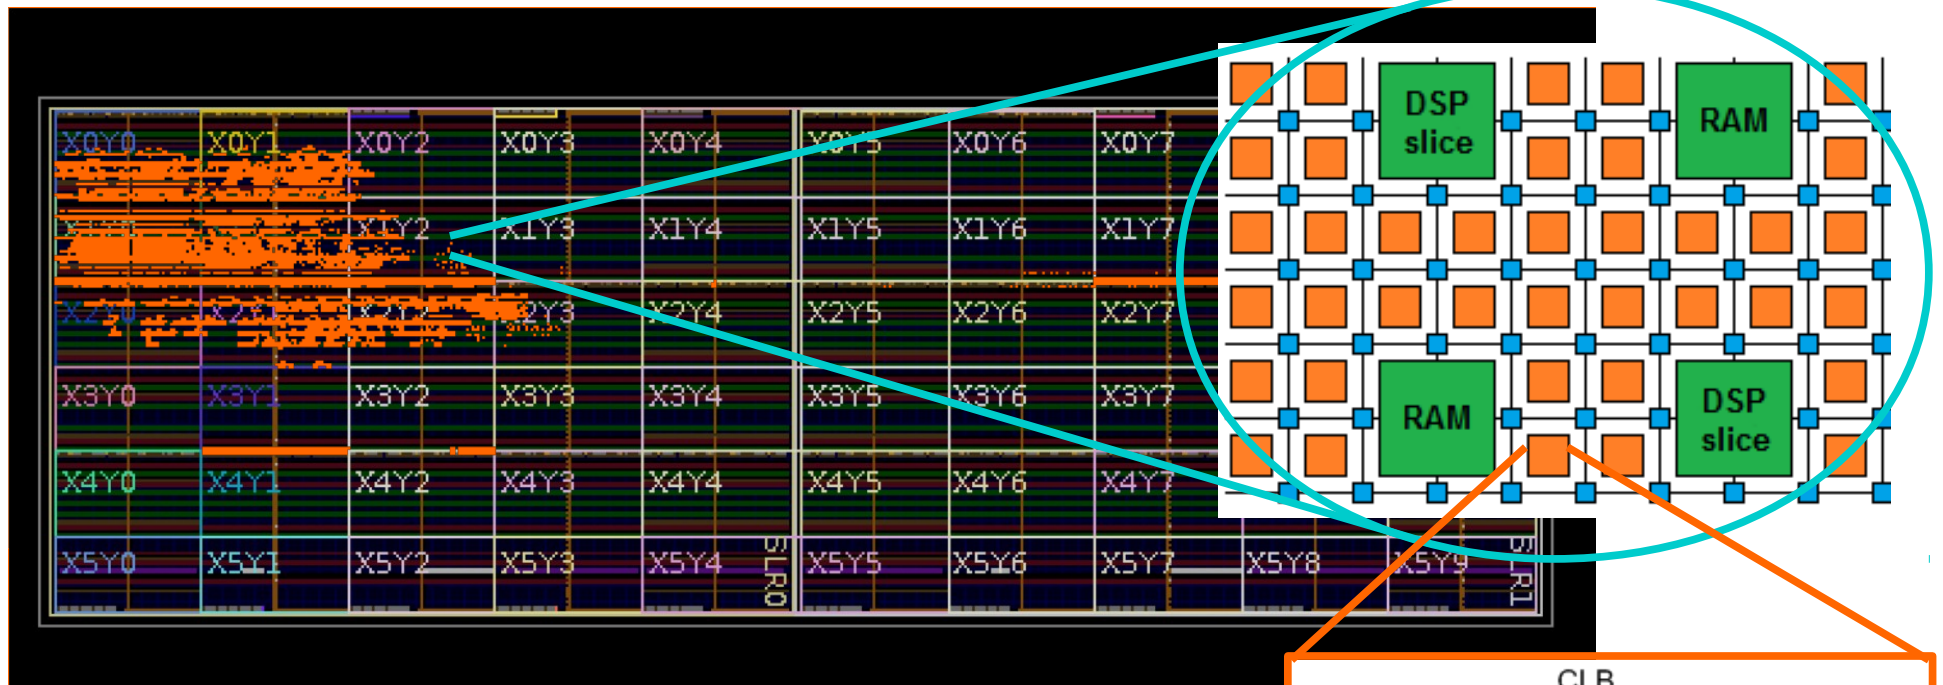 X0Y0 X0Y1 X0Y2 X0Y3 X0Y4 X0Y5 X0Y6 X0Y7
X1Y2 X1Y3 X1Y4 X1Y5 X1Y6 X1Y7
X2Y0 X2Y3 X2Y4 X2Y5 X2Y6 X2Y7
X3Y0 X3Y1 X3Y2 X3Y3 X3Y4 X3Y5 X3Y6 X3Y7
X4Y0 X4Y1 X4Y2 X4Y3 X4Y4 X4Y5 X4Y6 X4Y7
X5Y0 X5Y1 X5Y2 X5Y3 X5Y4 X5Y5 X5Y6 X5Y7 X5Y8 X5Y9
SLR0
SLR1
DSP
slice
RAM
RAM
DSP
slice
CLB